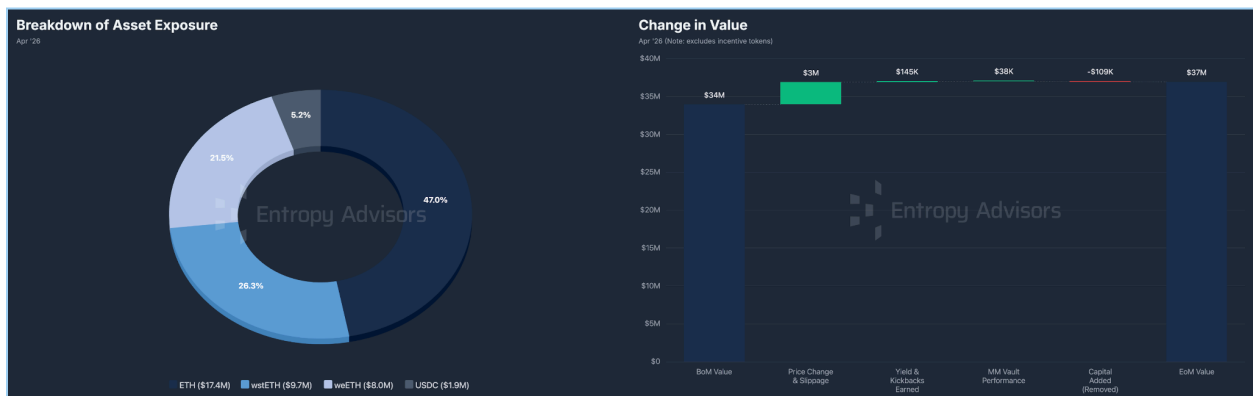 Breakdown of Asset Exposure
Apr '26
5.2%
21.5%
47.0%
26.3%
Entropy Advisors
ETH ($17.4M) wstETH ($9.7M) weETH ($8.0M) USDC ($1.9M)
Change in Value
Apr '26 (Note: excludes incentive tokens)
$40M
$35M
$30M
$25M
$20M
$15M
$10M
$5M
$0
$34M
$3M
$145K
$38K
-$109K
$37M
Entropy Advisors
BoM Value
Price Change
& Slippage
Yield &
Kickbacks
Earned
MM Vault
Performance
Capital
Added
(Removed)
EoM Value